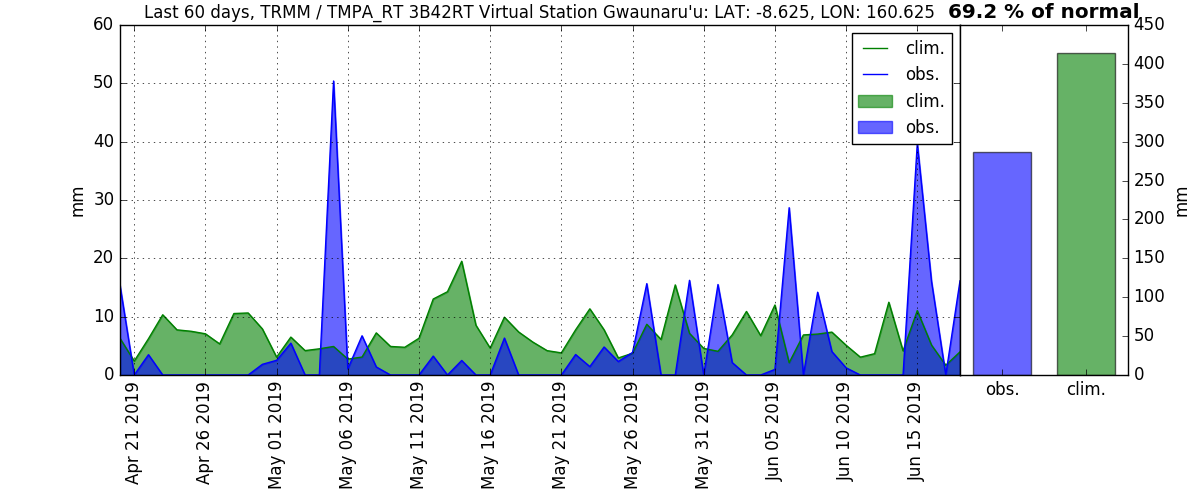 Last 60 days, TRMM / TMPA_RT 3B42RT Virtual Station Gwaunaru'u: LAT: -8.625, LON: 160.625 69.2 % of normal
60
50
40
30
20
10
0
mm
clim.
obs.
clim.
obs.
Apr 21 2019
Apr 26 2019
May 01 2019
May 06 2019
May 11 2019
May 16 2019
May 21 2019
May 26 2019
May 31 2019
Jun 05 2019
Jun 10 2019
Jun 15 2019
obs.
clim.
450
400
350
300
250
200
150
100
50
0
mm